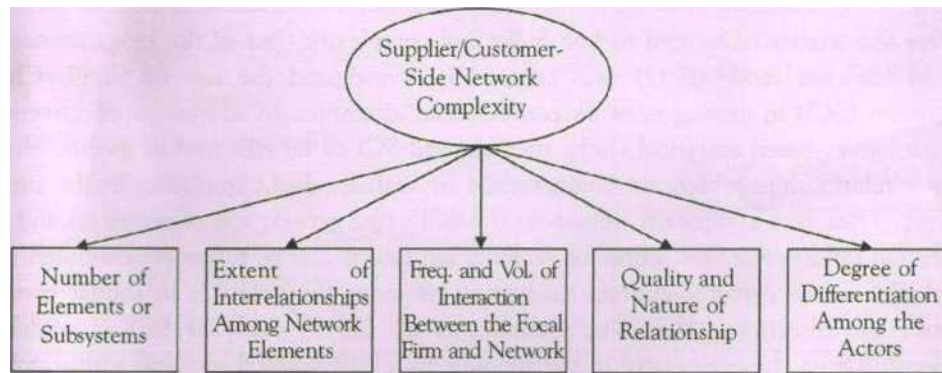 Supplier/Customer-
Side Network
Complexity
Number of
Elements or
Subsystems
Extent of
Interrelationships
Among Network
Elements
Freq. and Vol. of
Interaction
Between the Focal
Firm and Network
Quality and
Nature of
Relationship
Degree of
Differentiation
Among the
Actors